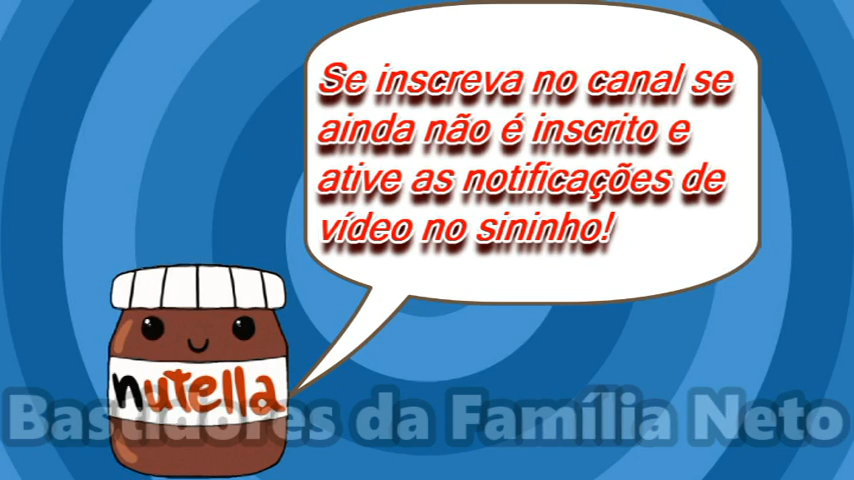 Se inscreva no canal se
ainda não é inscrito e
ative as notificações de
vídeo no sininho!
nutella
Bastidores da Família Neto